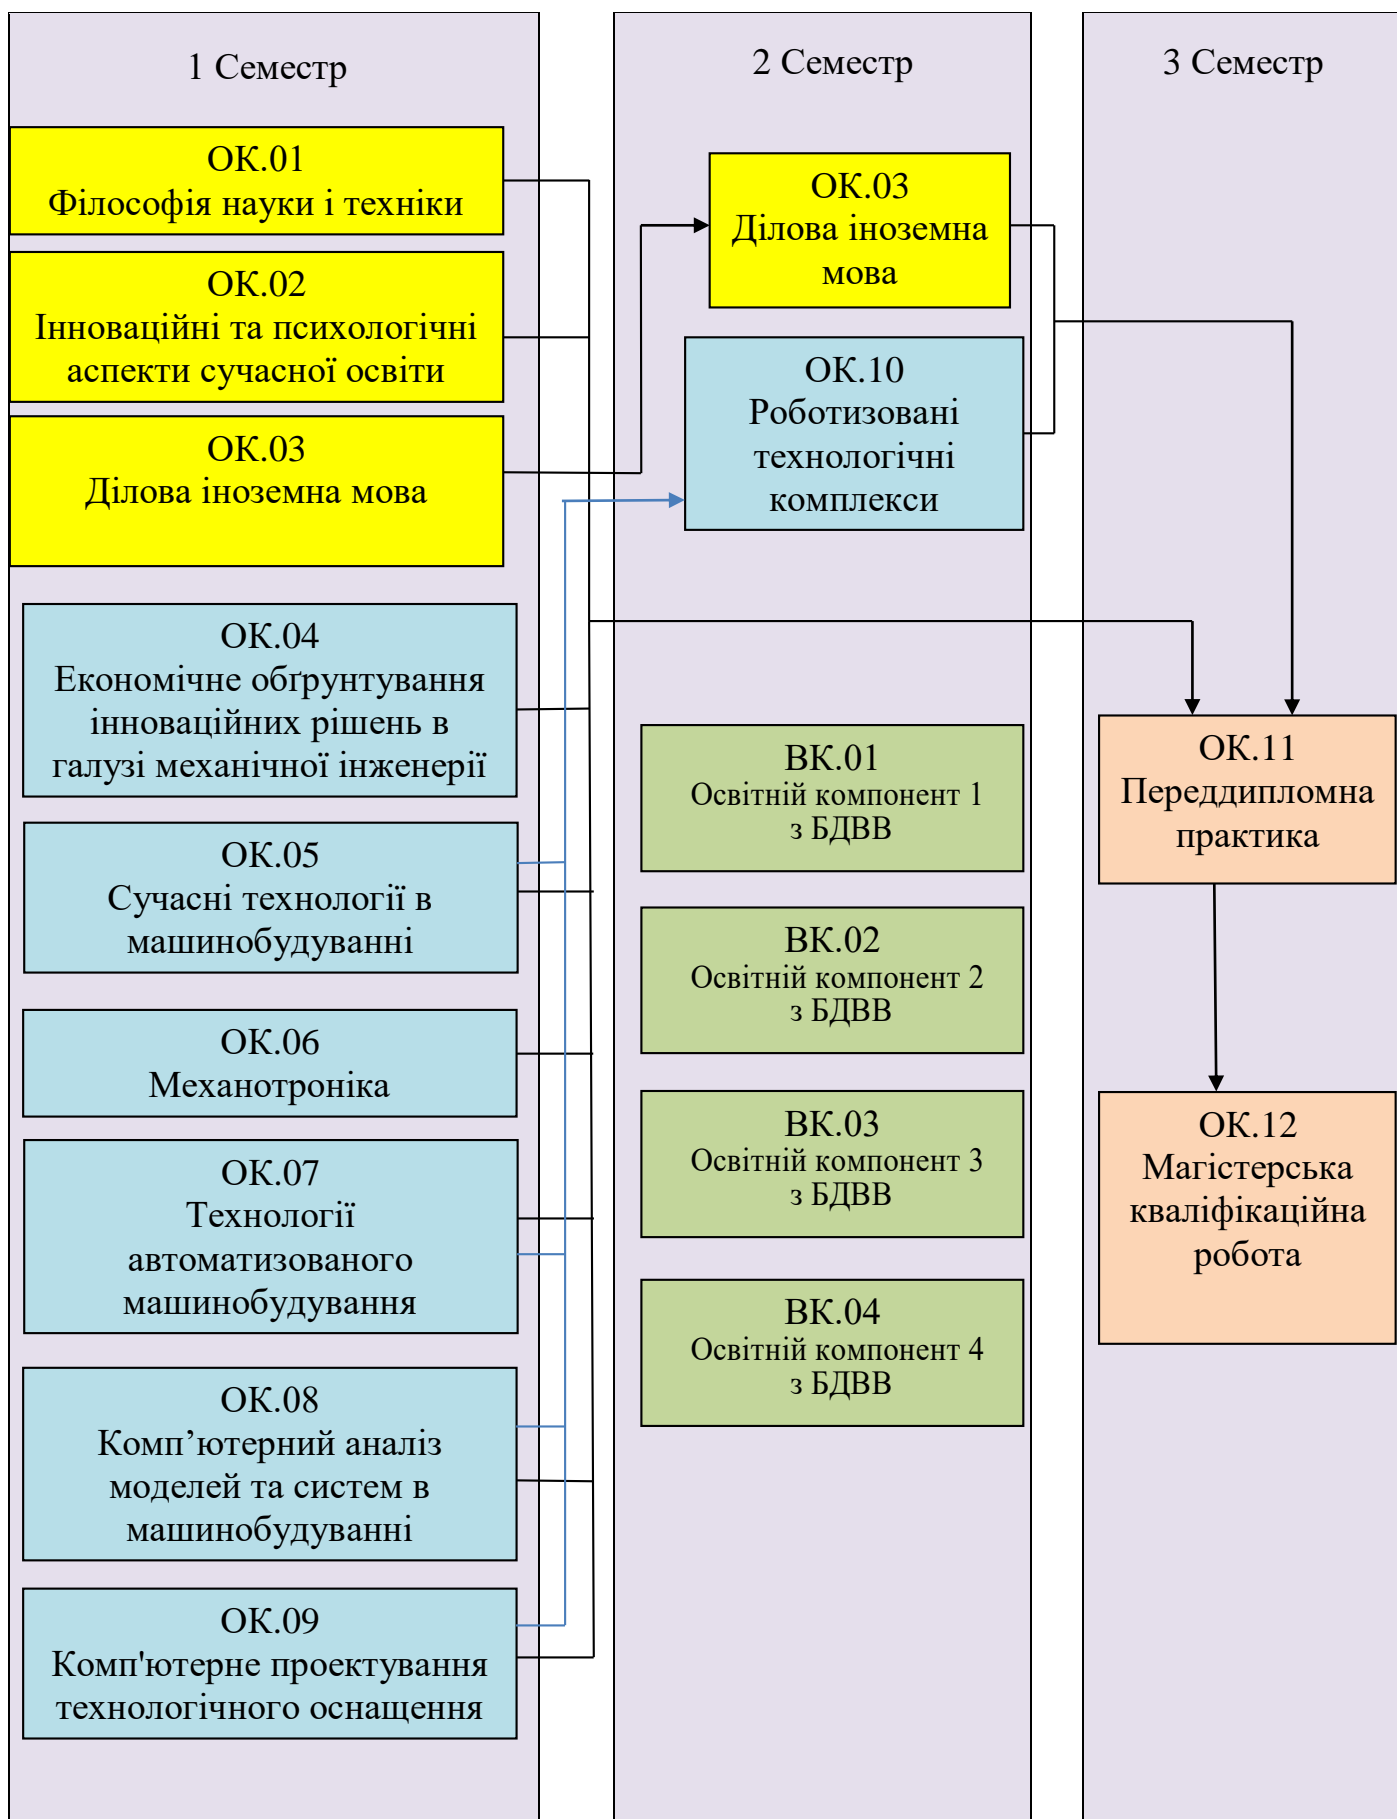 1 Семестр
ОК.01
Філософія науки і техніки
ОК.02
Інноваційні та психологічні
аспекти сучасної освіти
ОК.03
Ділова іноземна мова
ОК.04
Економічне обґрунтування
інноваційних рішень в
галузі механічної інженерії
ОК.05
Сучасні технології в
машинобудуванні
ОК.06
Механотроніка
ОК.07
Технології
автоматизованого
машинобудування
ОК.08
Комп’ютерний аналіз
моделей та систем в
машинобудуванні
ОК.09
Комп'ютерне проектування
технологічного оснащення
2 Семестр
ОК.03
Ділова іноземна
мова
ОК.10
Роботизовані
технологічні
комплекси
ВК.01
Освітній компонент 1
з БДВВ
ВК.02
Освітній компонент 2
з БДВВ
ВК.03
Освітній компонент 3
з БДВВ
ВК.04
Освітній компонент 4
з БДВВ
3 Семестр
ОК.11
Переддипломна
практика
ОК.12
Магістерська
кваліфікаційна
робота